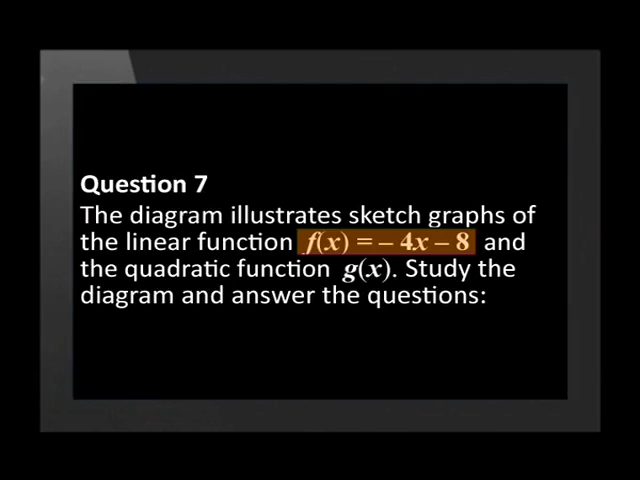 Question 7
The diagram illustrates sketch graphs of
the linear function f(x) = – 4x – 8 and
the quadratic function g(x). Study the
diagram and answer the questions: